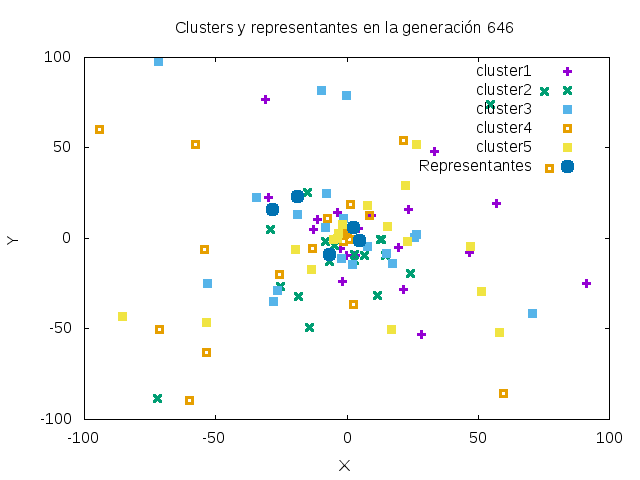 Clusters y representantes en la generación 646
100
50
0
-50
-100
-100
-50
0
50
100
Y
X
cluster1
cluster2
cluster3
cluster4
cluster5
Representantes